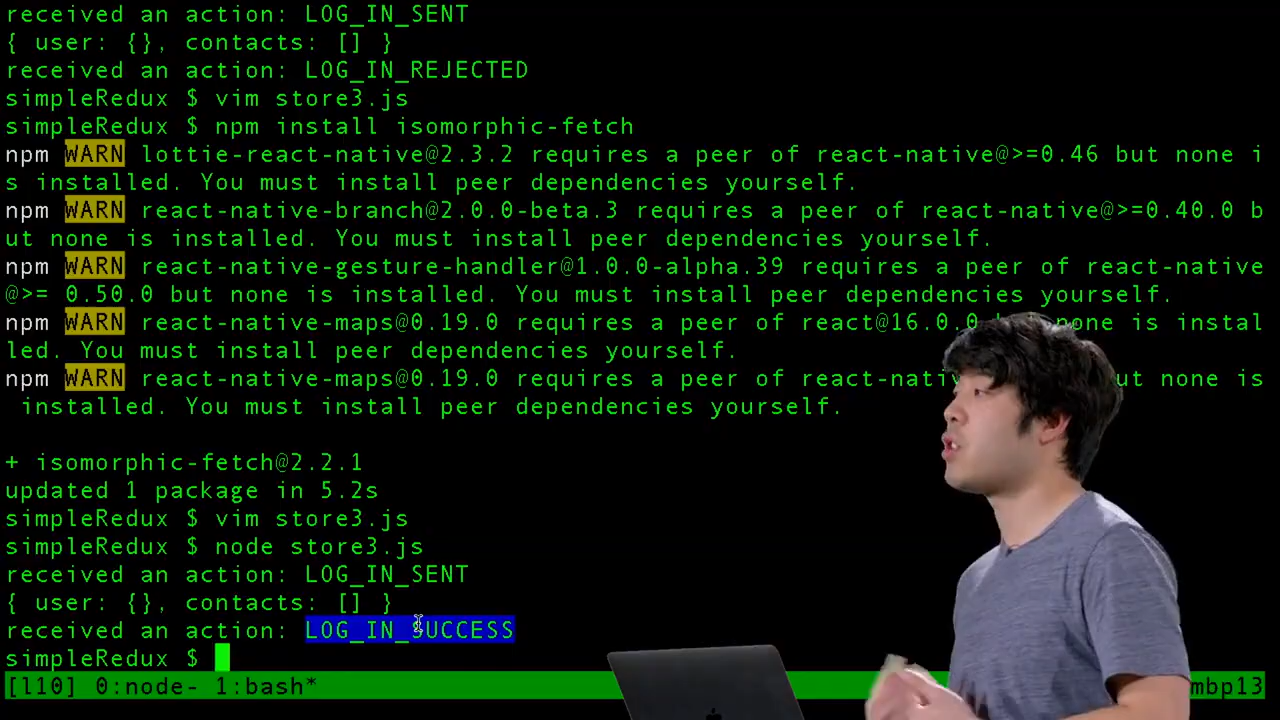 received an action: LOG_IN_SENT
{ user: {}, contacts: [] }
received an action: LOG_IN_REJECTED
simpleRedux $ vim store3.js
simpleRedux $ npm install isomorphic-fetch
npm WARN lottie-react-native@2.3.2 requires a peer of react-native@>=0.46 but none i
s installed. You must install peer dependencies yourself.
npm WARN react-native-branch@2.0.0-beta.3 requires a peer of react-native@>=0.40.0 b
ut none is installed. You must install peer dependencies yourself.
npm WARN react-native-gesture-handler@1.0.0-alpha.39 requires a peer of react-native
@>= 0.50.0 but none is installed. You must install peer dependencies yourself.
npm WARN react-native-maps@0.19.0 requires a peer of react@16.0.0 none is instal
led. You must install peer dependencies yourself.
npm WARN react-native-maps@0.19.0 requires a peer of react-nativ ut none is
installed. You must install peer dependencies yourself.
+ isomorphic-fetch@2.2.1
updated 1 package in 5.2s
simpleRedux $ vim store3.js
simpleRedux $ node store3.js
received an action: LOG_IN_SENT
{ user: {}, contacts: [] }
received an action: LOG_IN_SUCCESS
simpleRedux $
[l10] 0:node- 1:bash* mbp13